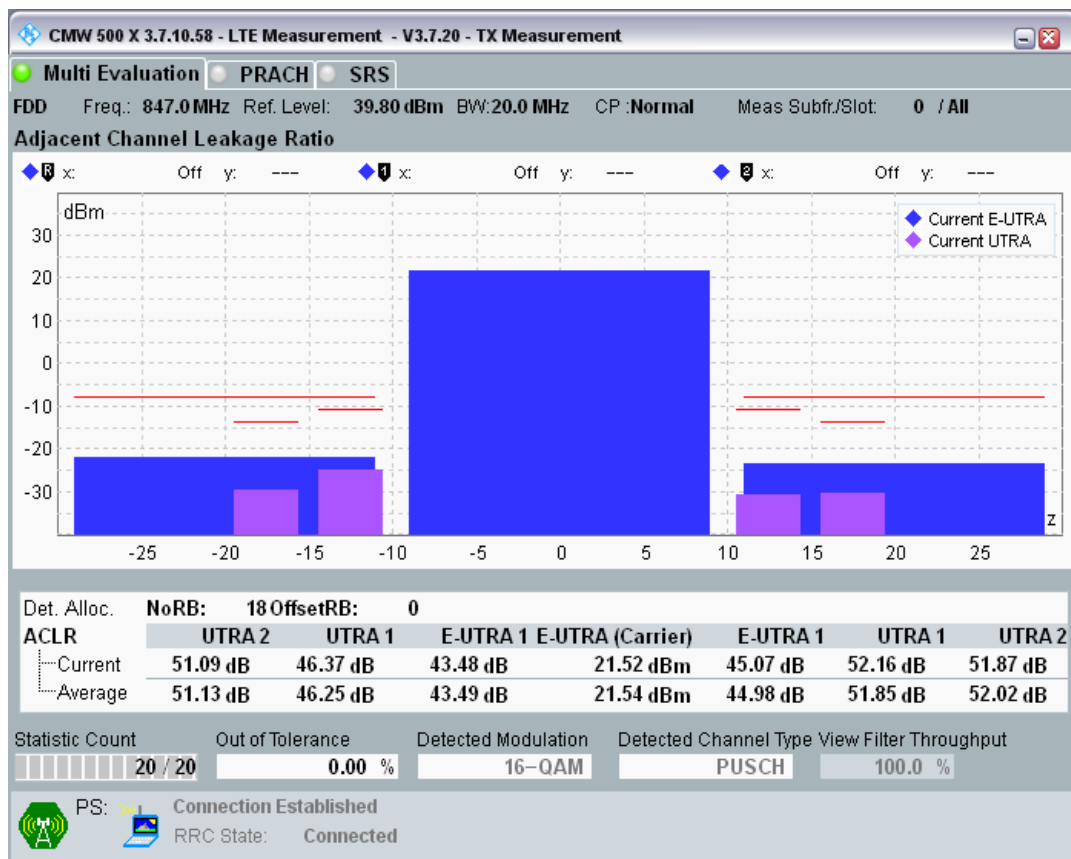 CMW 500 X 3.7.10.58 - LTE Measurement - V3.7.20 - TX Measurement
Multi Evaluation PRACH SRS
FDD Freq.: 847.0 MHz Ref. Level: 39.80 dBm BW:20.0 MHz CP :Normal Meas Subfr./Slot: 0 / All
Adjacent Channel Leakage Ratio
R x: Off y: --- 1 x: Off y: --- 2 x: Off y: ---
dBm
Current E-UTRA
Current UTRA
30
20
10
0
-10
-20
-30
z
-25 -20 -15 -10 -5 0 5 10 15 20 25
Det. Alloc. NoRB: 18 OffsetRB: 0
ACLR UTRA 2 UTRA 1 E-UTRA 1 E-UTRA (Carrier) E-UTRA 1 UTRA 1 UTRA 2
Current 51.09 dB 46.37 dB 43.48 dB 21.52 dBm 45.07 dB 52.16 dB 51.87 dB
Average 51.13 dB 46.25 dB 43.49 dB 21.54 dBm 44.98 dB 51.85 dB 52.02 dB
Statistic Count Out of Tolerance Detected Modulation Detected Channel Type View Filter Throughput
20 / 20 0.00 % 16-QAM PUSCH 100.0 %
PS: Connection Established
RRC State: Connected